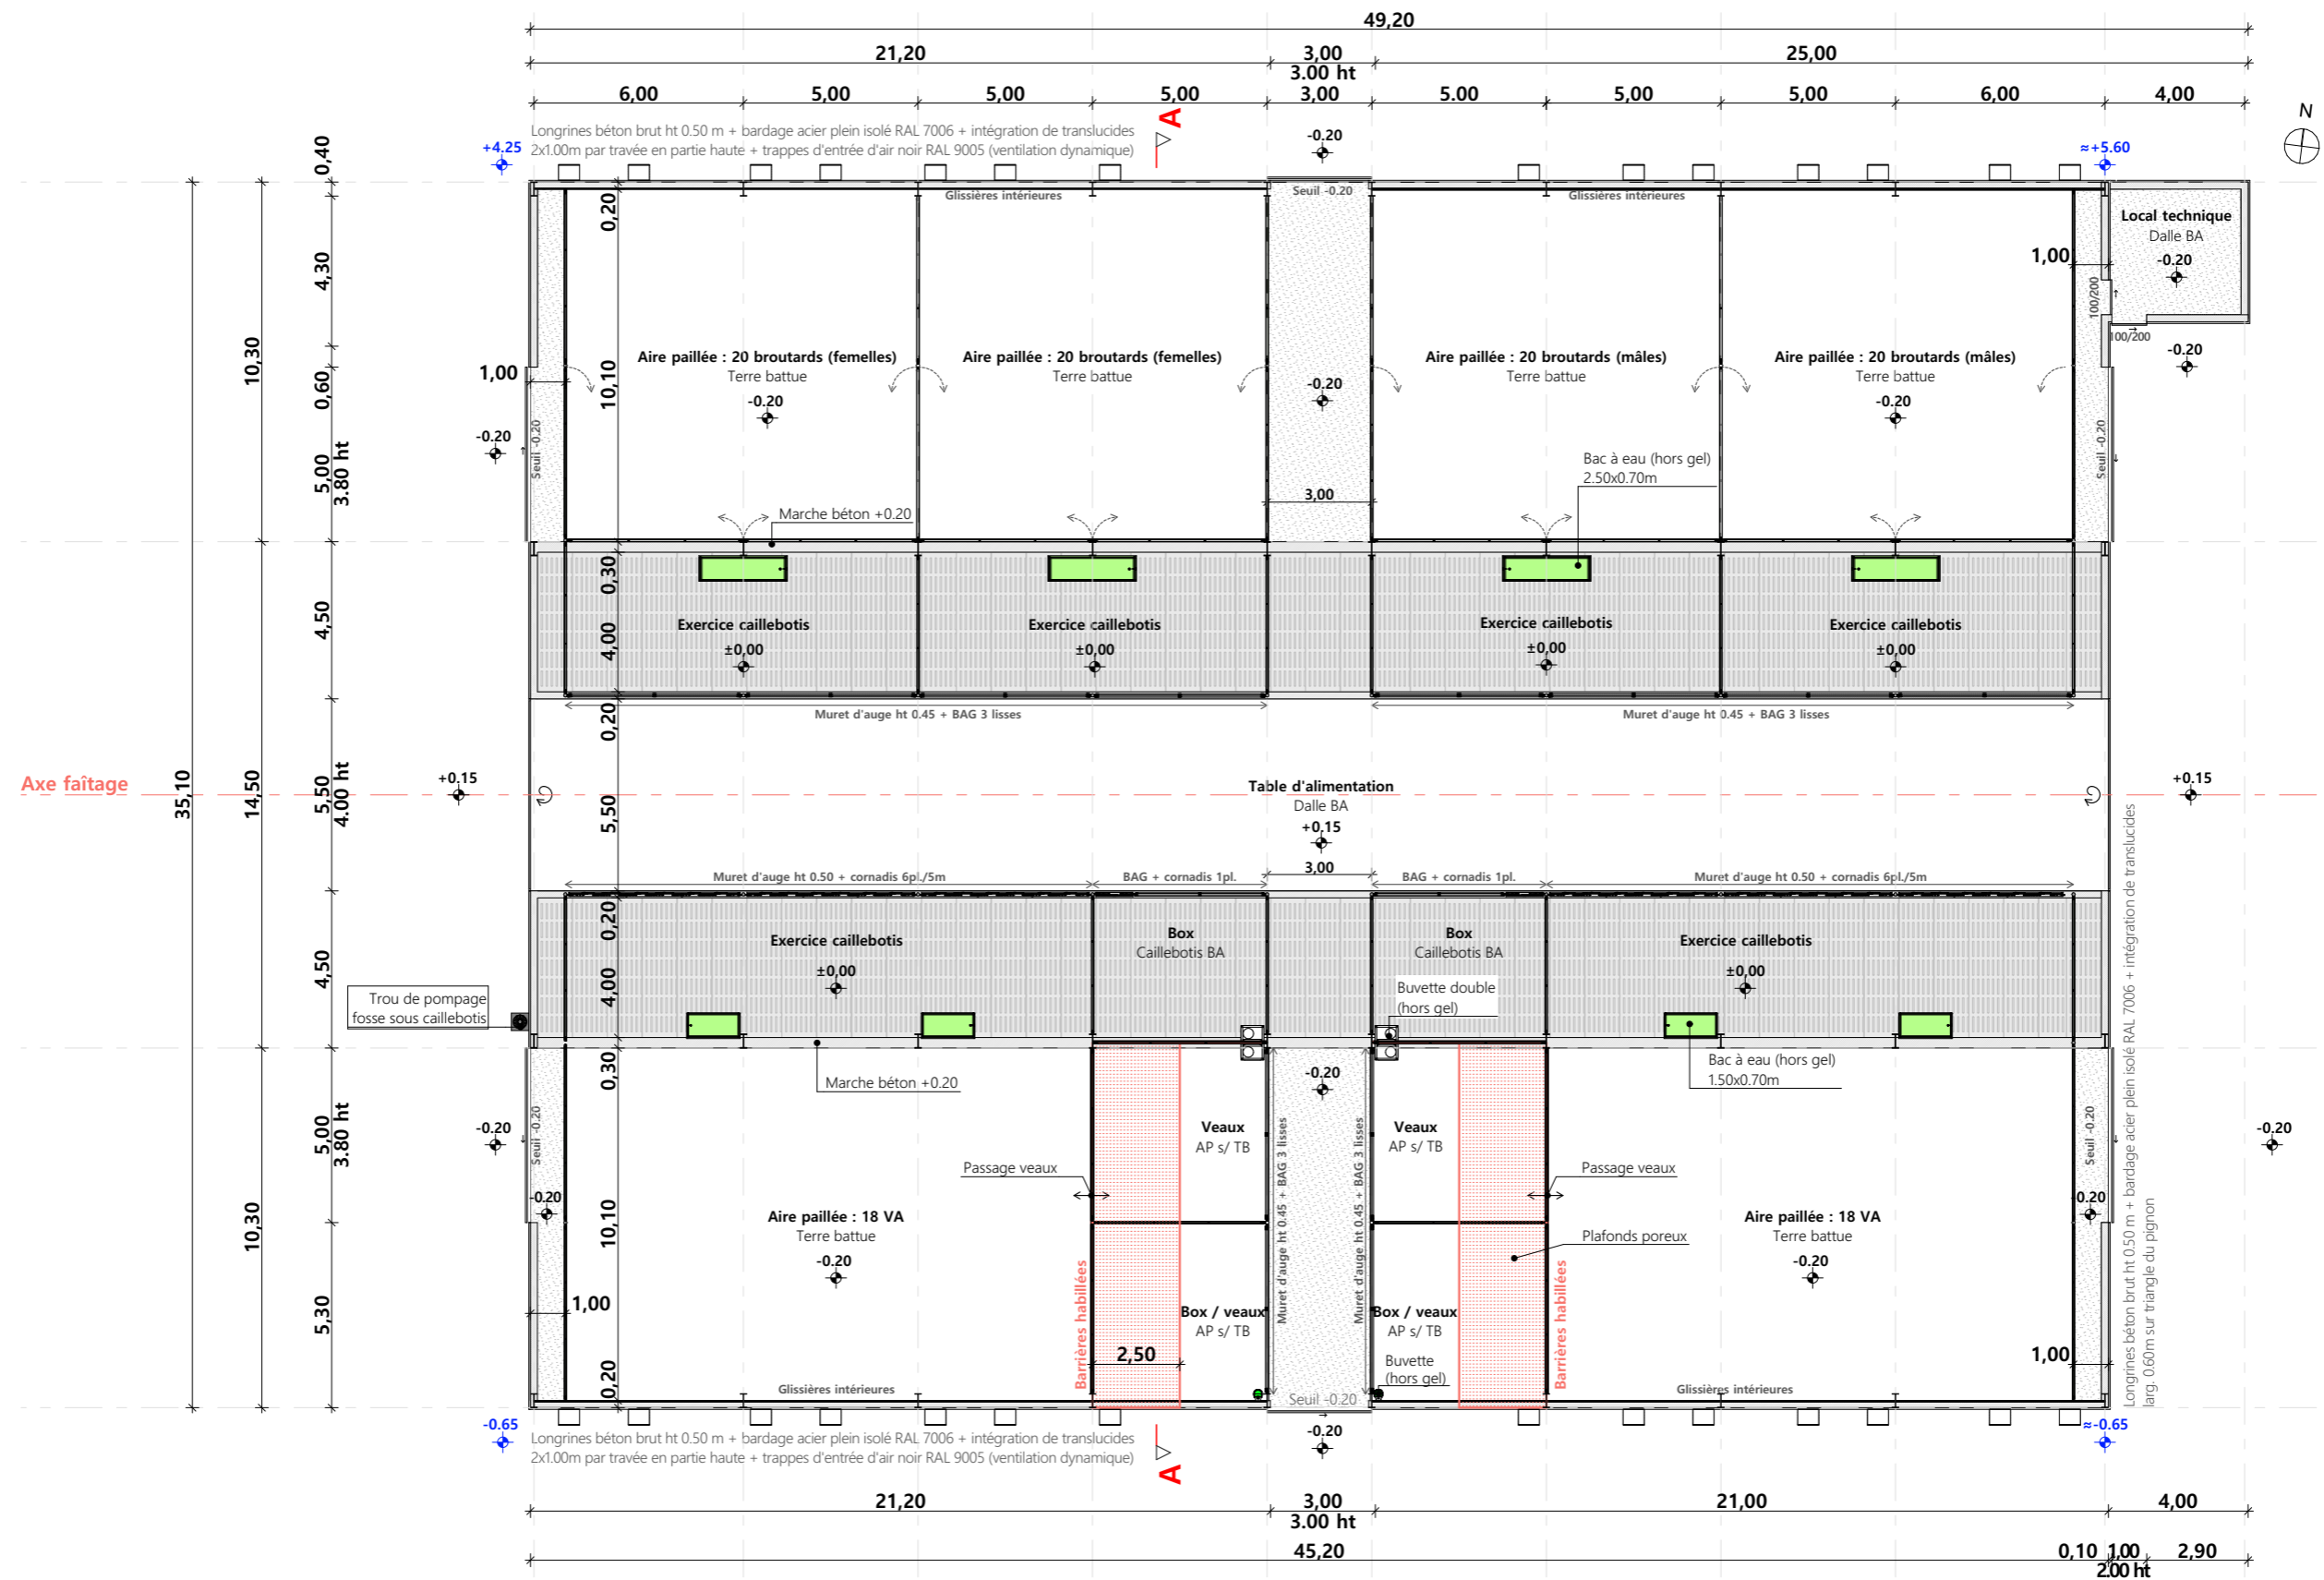 49,20
21,20 3,00 25,00
3.00 ht
6,00 5,00 5,00 5,00 3,00 5.00 5,00 5,00 6,00 4,00
N
A
Longrines béton brut ht 0.50 m + bardage acier plein isolé RAL 7006 + intégration de translucides
2x1.00m par travée en partie haute + trappes d'entrée d'air noir RAL 9005 (ventilation dynamique)
+4.25
-0.20
≈+5.60
0,40
4,30
0,60
5,00
3.80 ht
4,50
5,50
4.00 ht
4,50
5,00
3.80 ht
5,30
10,30
14,50
10,30
35,10
0,20
10,10
0,30
4,00
0,20
5,50
0,20
4,00
0,30
10,10
0,20
Glissières intérieures
Seuil -0.20
Glissières intérieures
Local technique
Dalle BA
-0.20
1,00
100/200
100/200
-0.20
Aire paillée : 20 broutards (femelles)
Terre battue
-0.20
Aire paillée : 20 broutards (femelles)
Terre battue
-0.20
Aire paillée : 20 broutards (mâles)
Terre battue
Aire paillée : 20 broutards (mâles)
Terre battue
-0.20
1,00
-0.20
Seuil -0.20
Seuil -0.20
Bac à eau (hors gel)
2.50x0.70m
3,00
Marche béton +0.20
Exercice caillebotis
±0,00
Exercice caillebotis
±0,00
Exercice caillebotis
±0,00
Exercice caillebotis
±0,00
Muret d'auge ht 0.45 + BAG 3 lisses
Muret d'auge ht 0.45 + BAG 3 lisses
Axe faîtage
+0.15
Table d'alimentation
Dalle BA
+0.15
+0.15
3,00
Muret d'auge ht 0.50 + cornadis 6pl./5m
BAG + cornadis 1pl.
BAG + cornadis 1pl.
Muret d'auge ht 0.50 + cornadis 6pl./5m
Exercice caillebotis
±0,00
Box
Caillebotis BA
Box
Caillebotis BA
Exercice caillebotis
±0,00
Trou de pompage
fosse sous caillebotis
Buvette double
(hors gel)
Marche béton +0.20
Bac à eau (hors gel)
1.50x0.70m
-0.20
-0.20
Seuil -0.20
-0.20
Veaux
AP s/ TB
Veaux
AP s/ TB
Passage veaux
Passage veaux
Muret d'auge ht 0.45 + BAG 3 lisses
Muret d'auge ht 0.45 + BAG 3 lisses
Aire paillée : 18 VA
Terre battue
-0.20
Aire paillée : 18 VA
Terre battue
-0.20
Plafonds poreux
Seuil -0.20
-0.20
-0.20
Barrières habillées
Barrières habillées
Box / veaux
AP s/ TB
Box / veaux
AP s/ TB
1,00
2,50
Buvette
(hors gel)
1,00
Glissières intérieures
Seuil -0.20
Glissières intérieures
Longrines béton brut ht 0.50 m + bardage acier plein isolé RAL 7006 + intégration de translucides
larg. 0.60m sur triangle du pignon
-0.65
Longrines béton brut ht 0.50 m + bardage acier plein isolé RAL 7006 + intégration de translucides
2x1.00m par travée en partie haute + trappes d'entrée d'air noir RAL 9005 (ventilation dynamique)
A
-0.20
≈-0.65
21,20 3,00 21,00 4,00
3.00 ht
45,20 0,10 1,00 2,90
2.00 ht